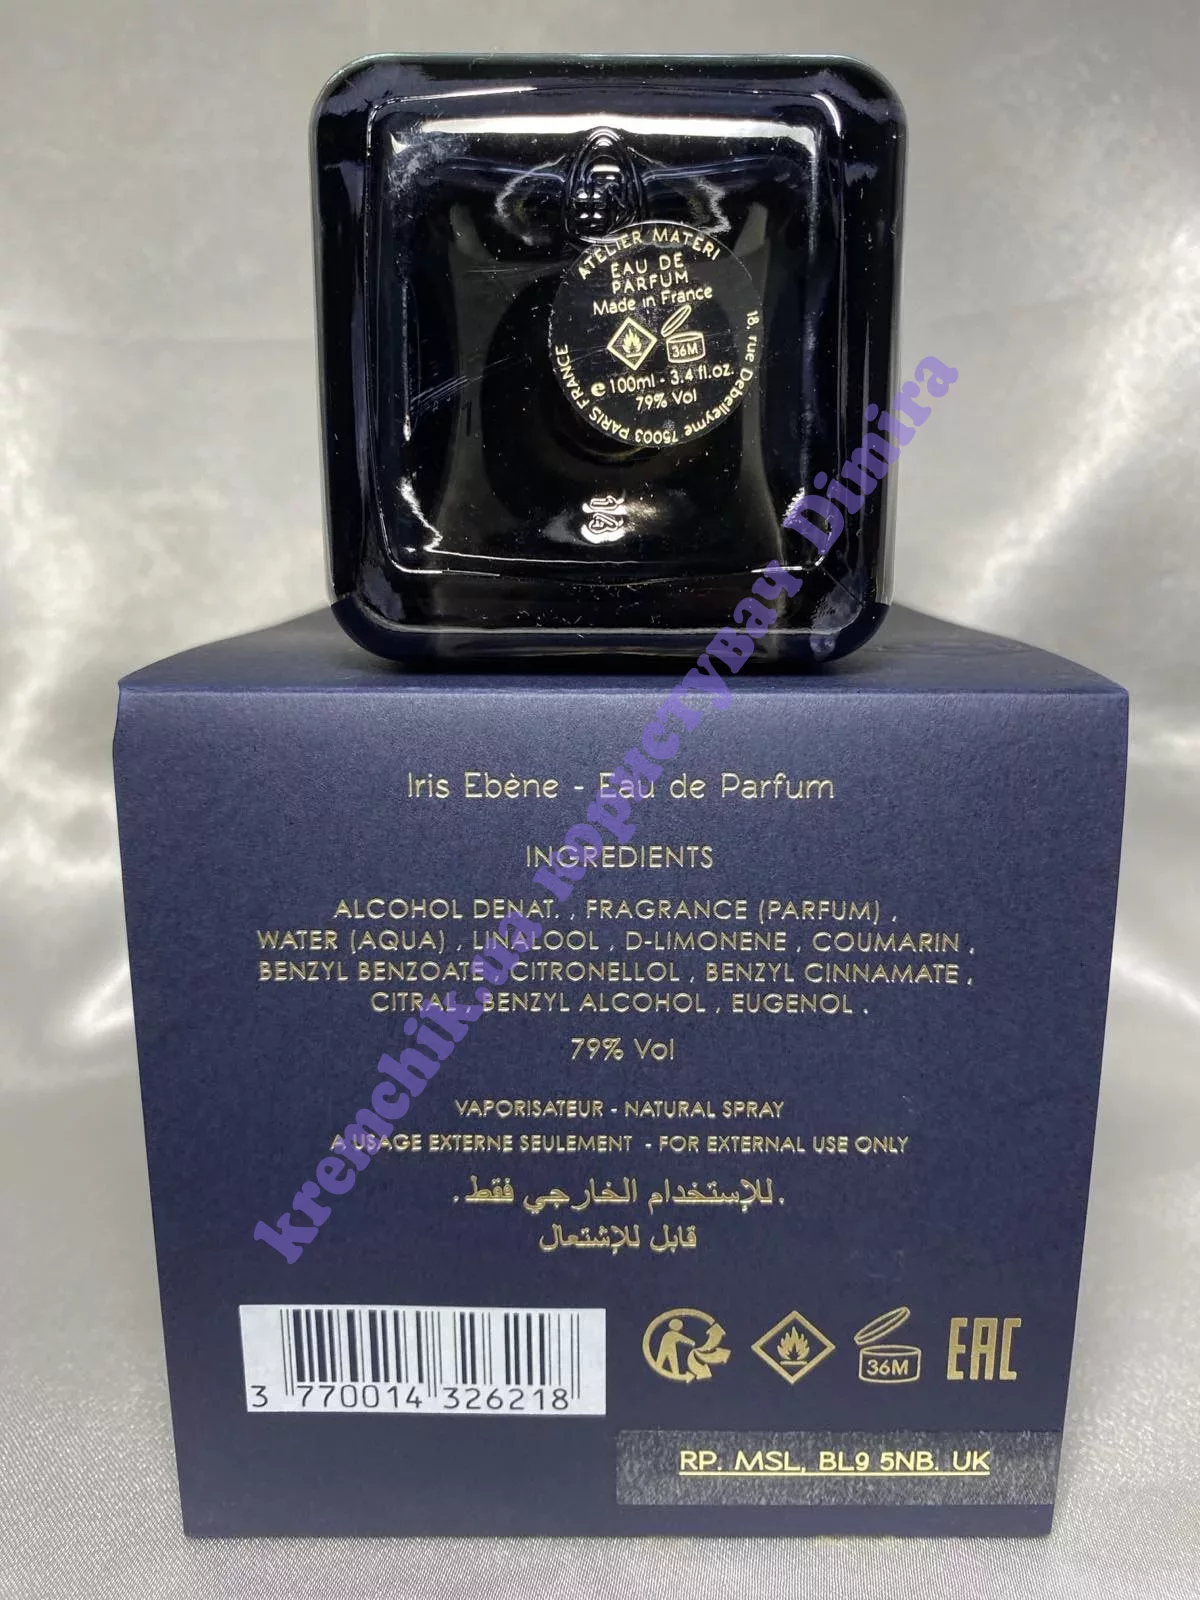 ATELIER MATERI
EAU DE
PARFUM
Made in France
36M
e 100ml - 3.4 fl.oz.
79% Vol
18, rue Debelleyme 75003 PARIS FRANCE
kremchik.ua користувач Dimira
Iris Ebène - Eau de Parfum
INGREDIENTS
ALCOHOL DENAT. , FRAGRANCE (PARFUM) ,
WATER (AQUA) , LINALOOL , D-LIMONENE , COUMARIN ,
BENZYL BENZOATE , CITRONELLOL , BENZYL CINNAMATE ,
CITRAL , BENZYL ALCOHOL , EUGENOL .
79% Vol
VAPORISATEUR - NATURAL SPRAY
A USAGE EXTERNE SEULEMENT - FOR EXTERNAL USE ONLY
.للإستخدام الخارجي فقط.
قابل للإشتعال
3 770014 326218
36M
EAC
RP. MSL, BL9 5NB. UK